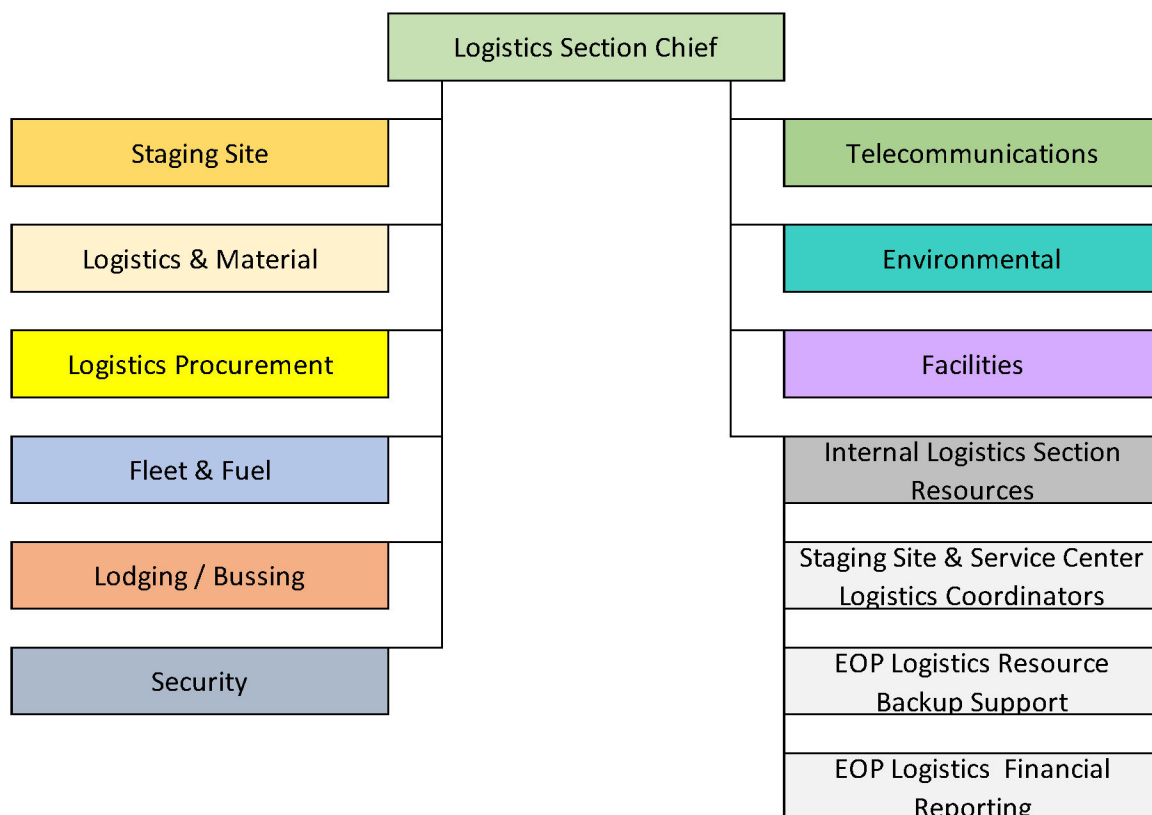 Logistics Section Chief
Staging Site
Logistics & Material
Logistics Procurement
Fleet & Fuel
Lodging / Bussing
Security
Telecommunications
Environmental
Facilities
Internal Logistics Section
Resources
Staging Site & Service Center
Logistics Coordinators
EOP Logistics Resource
Backup Support
EOP Logistics  Financial
Reporting